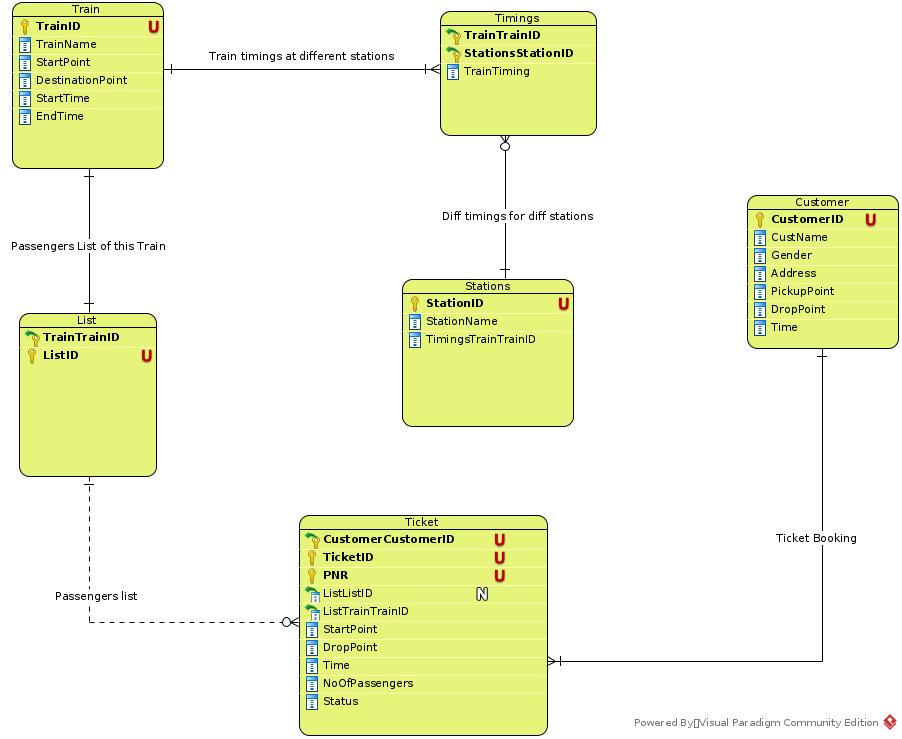 Train
TrainID U
TrainName
StartPoint
DestinationPoint
StartTime
EndTime
Train timings at different stations
Timings
TrainTrainID
StationsStationID
TrainTiming
Diff timings for diff stations
Passengers List of this Train
Stations
StationID U
StationName
TimingsTrainTrainID
Customer
CustomerID U
CustName
Gender
Address
PickupPoint
DropPoint
Time
List
TrainTrainID
ListID U
Passengers list
Ticket Booking
Ticket
CustomerCustomerID U
TicketID U
PNR U
ListListID N
ListTrainTrainID
StartPoint
DropPoint
Time
NoOfPassengers
Status
Powered By▯Visual Paradigm Community Edition